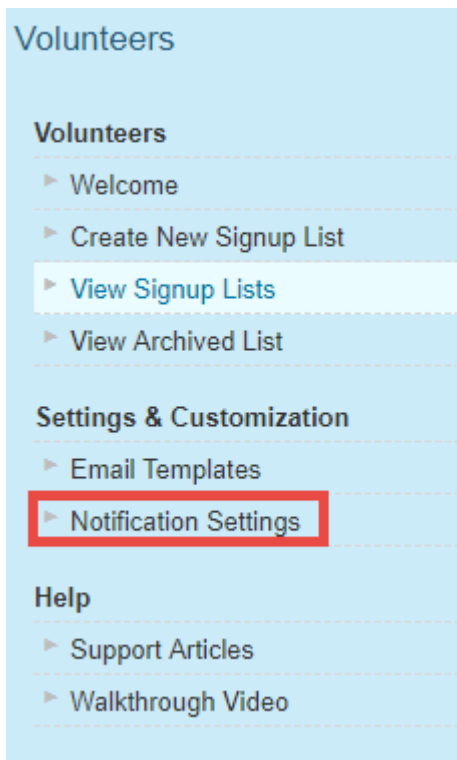 Volunteers
Volunteers
Welcome
Create New Signup List
View Signup Lists
View Archived List
Settings & Customization
Email Templates
Notification Settings
Help
Support Articles
Walkthrough Video